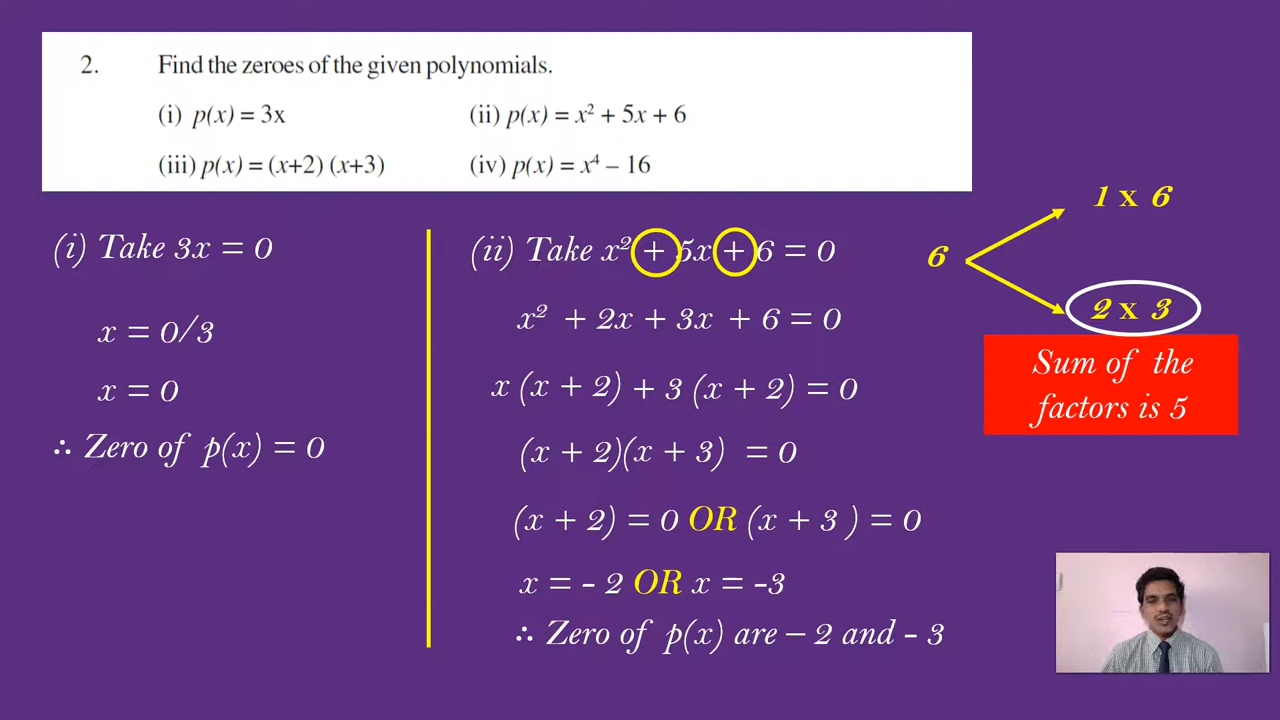 2. Find the zeroes of the given polynomials.
(i) p(x) = 3x (ii) p(x) = x² + 5x + 6
(iii) p(x) = (x+2) (x+3) (iv) p(x) = x⁴ – 16
(i) Take 3x = 0
x = 0/3
x = 0
∴ Zero of p(x) = 0
(ii) Take x² + 5x + 6 = 0
x² + 2x + 3x + 6 = 0
x (x + 2) + 3 (x + 2) = 0
(x + 2)(x + 3) = 0
(x + 2) = 0 OR (x + 3 ) = 0
x = - 2 OR x = -3
∴ Zero of p(x) are – 2 and - 3
1 x 6
6
2 x 3
Sum of the
factors is 5